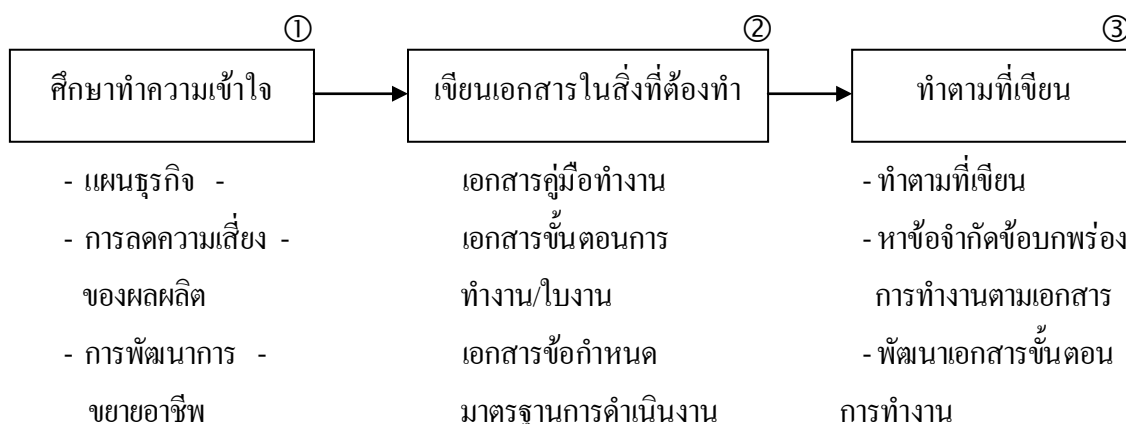 ①
ศึกษาทำความเข้าใจ
- แผนธุรกิจ -
- การลดความเสี่ยง -
ของผลผลิต
- การพัฒนาการ -
ขยายอาชีพ
②
เขียนเอกสารในสิ่งที่ต้องทำ
เอกสารคู่มือทำงาน
เอกสารขั้นตอนการ
ทำงาน/ใบงาน
เอกสารข้อกำหนด
มาตรฐานการดำเนินงาน
③
ทำตามที่เขียน
- ทำตามที่เขียน
- หาข้อจำกัดข้อบกพร่อง
การทำงานตามเอกสาร
- พัฒนาเอกสารขั้นตอน
การทำงาน